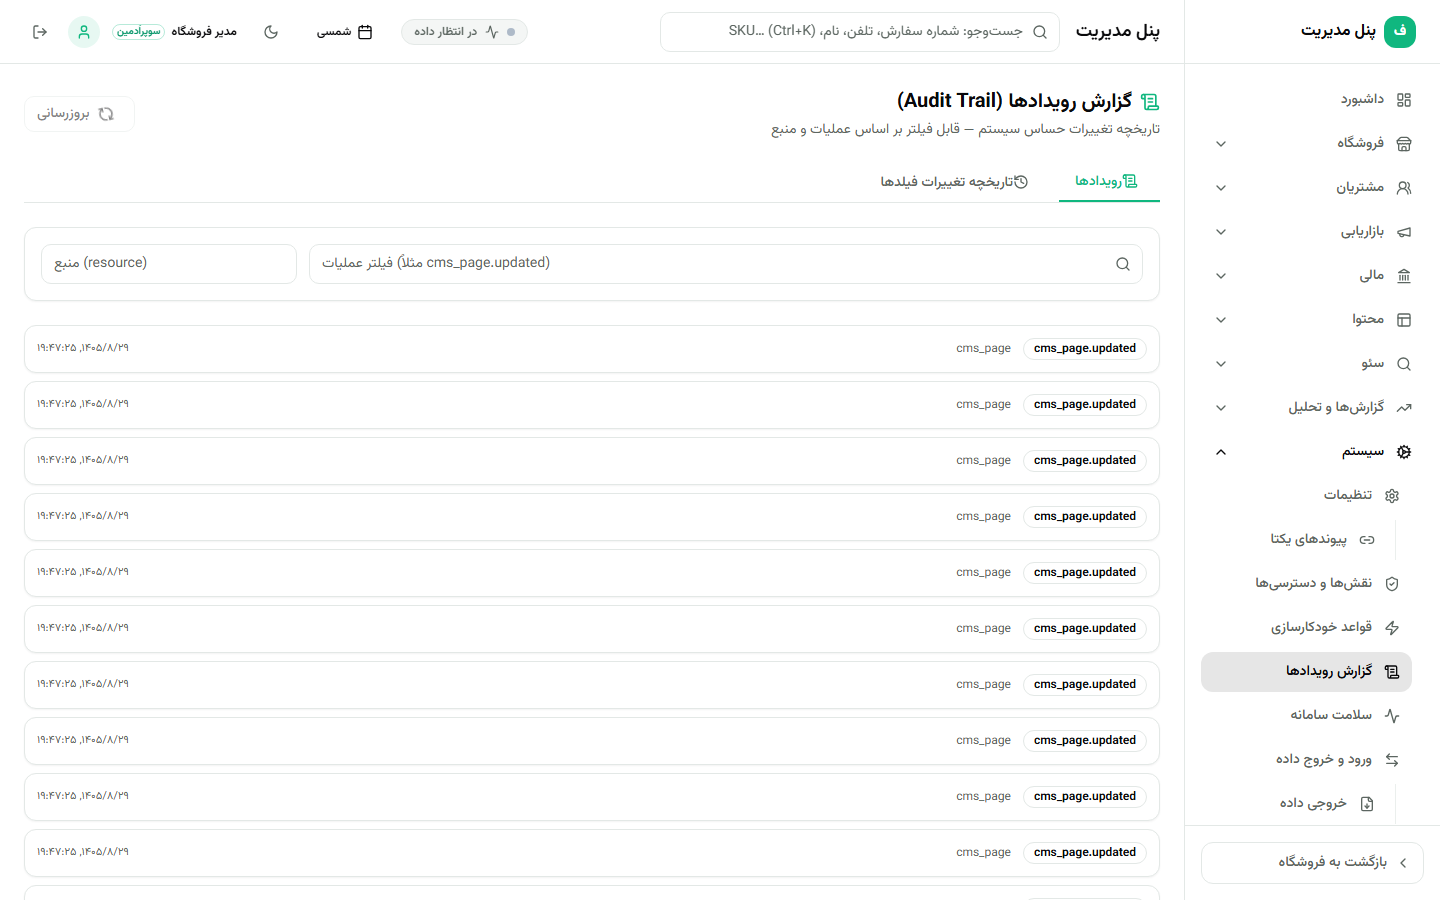 ف پنل مدیریت
داشبورد
فروشگاه
مشتریان
بازاریابی
مالی
محتوا
سئو
گزارش‌ها و تحلیل
سیستم
تنظیمات
پیوندهای یکتا
نقش‌ها و دسترسی‌ها
قواعد خودکارسازی
گزارش رویدادها
سلامت سامانه
ورود و خروج داده
خروجی داده
بازگشت به فروشگاه
پنل مدیریت
جست‌وجو: شماره سفارش، تلفن، نام، SKU… (Ctrl+K)
در انتظار داده
شمسی
مدیر فروشگاه سوپرادمین
گزارش رویدادها (Audit Trail)
تاریخچه تغییرات حساس سیستم — قابل فیلتر بر اساس عملیات و منبع
بروزرسانی
رویدادها
تاریخچه تغییرات فیلدها
فیلتر عملیات (مثلاً cms_page.updated)
منبع (resource)
cms_page.updated cms_page ۱۴۰۵/۸/۲۹, ۱۹:۴۷:۲۵
cms_page.updated cms_page ۱۴۰۵/۸/۲۹, ۱۹:۴۷:۲۵
cms_page.updated cms_page ۱۴۰۵/۸/۲۹, ۱۹:۴۷:۲۵
cms_page.updated cms_page ۱۴۰۵/۸/۲۹, ۱۹:۴۷:۲۵
cms_page.updated cms_page ۱۴۰۵/۸/۲۹, ۱۹:۴۷:۲۵
cms_page.updated cms_page ۱۴۰۵/۸/۲۹, ۱۹:۴۷:۲۵
cms_page.updated cms_page ۱۴۰۵/۸/۲۹, ۱۹:۴۷:۲۵
cms_page.updated cms_page ۱۴۰۵/۸/۲۹, ۱۹:۴۷:۲۵
cms_page.updated cms_page ۱۴۰۵/۸/۲۹, ۱۹:۴۷:۲۵
cms_page.updated cms_page ۱۴۰۵/۸/۲۹, ۱۹:۴۷:۲۵